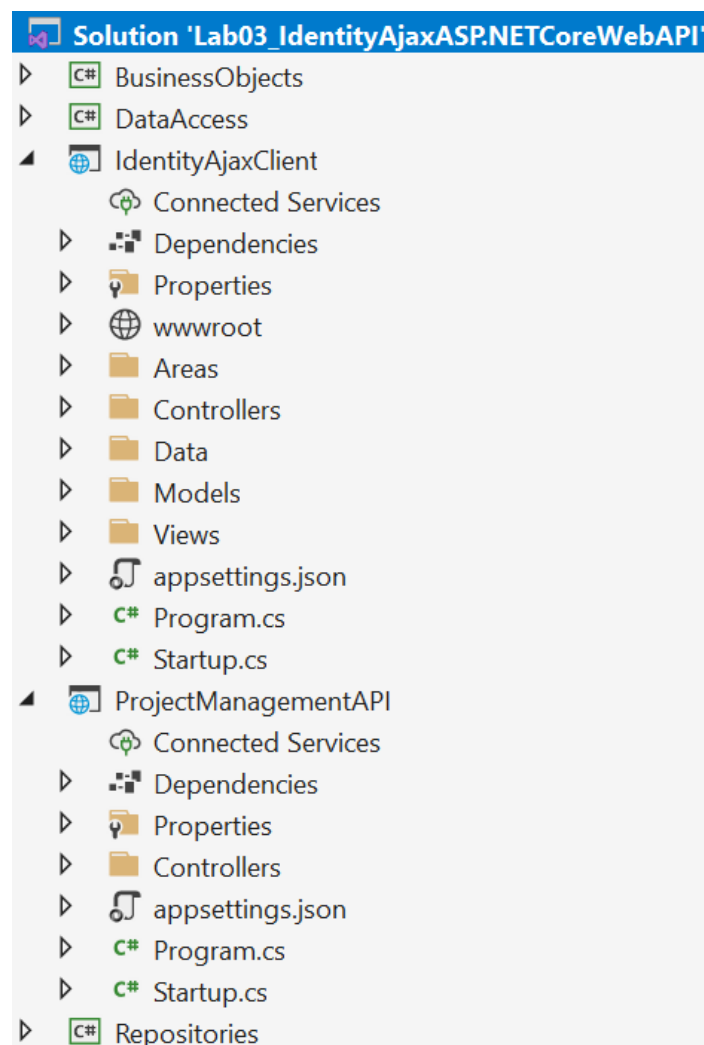 Solution 'Lab03_IdentityAjaxASP.NETCoreWebAPI'
C# BusinessObjects
C# DataAccess
IdentityAjaxClient
Connected Services
Dependencies
Properties
wwwroot
Areas
Controllers
Data
Models
Views
appsettings.json
C# Program.cs
C# Startup.cs
ProjectManagementAPI
Connected Services
Dependencies
Properties
Controllers
appsettings.json
C# Program.cs
C# Startup.cs
C# Repositories